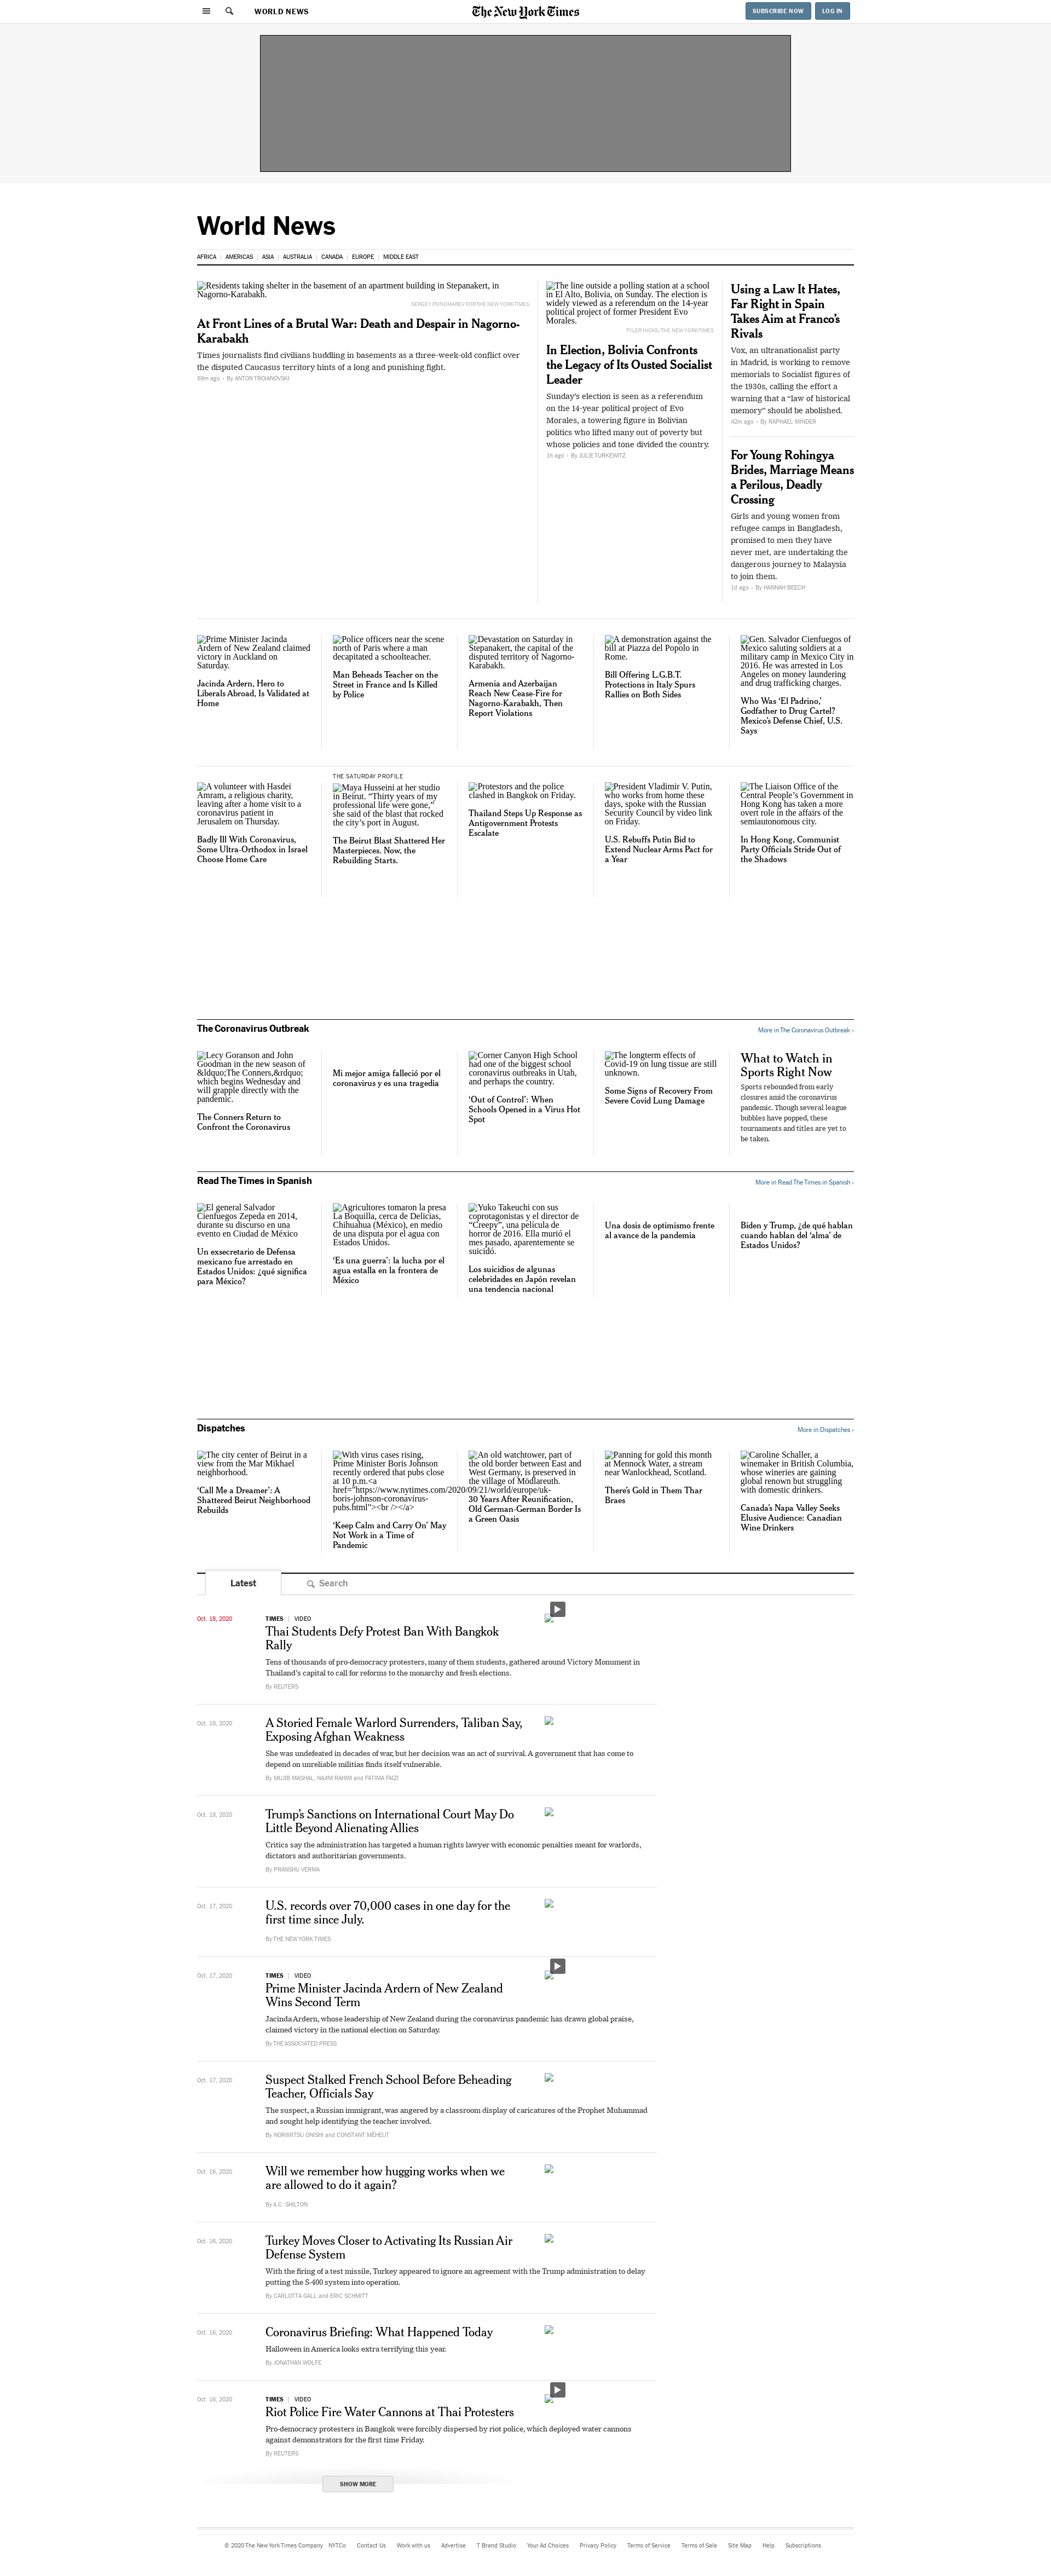 WORLD NEWS
The New York Times
SUBSCRIBE NOW
LOG IN
World News
AFRICA
AMERICAS
ASIA
AUSTRALIA
CANADA
EUROPE
MIDDLE EAST
Residents taking shelter in the basement of an apartment building in Stepanakert, in
Nagorno-Karabakh.
SERGEY PONOMAREV FOR THE NEW YORK TIMES
At Front Lines of a Brutal War: Death and Despair in Nagorno-
Karabakh
Times journalists find civilians huddling in basements as a three-week-old conflict over
the disputed Caucasus territory hints of a long and punishing fight.
59m ago - By ANTON TROIANOVSKI
The line outside a polling station at a school
in El Alto, Bolivia, on Sunday. The election is
widely viewed as a referendum on the 14-year
political project of former President Evo
Morales.
TYLER HICKS/THE NEW YORK TIMES
In Election, Bolivia Confronts
the Legacy of Its Ousted Socialist
Leader
Sunday's election is seen as a referendum
on the 14-year political project of Evo
Morales, a towering figure in Bolivian
politics who lifted many out of poverty but
whose policies and tone divided the country.
1h ago - By JULIE TURKEWITZ
Using a Law It Hates,
Far Right in Spain
Takes Aim at Franco's
Rivals
Vox, an ultranationalist party
in Madrid, is working to remove
memorials to Socialist figures of
the 1930s, calling the effort a
warning that a "law of historical
memory" should be abolished.
42m ago - By RAPHAEL MINDER
For Young Rohingya
Brides, Marriage Means
a Perilous, Deadly
Crossing
Girls and young women from
refugee camps in Bangladesh,
promised to men they have
never met, are undertaking the
dangerous journey to Malaysia
to join them.
1d ago - By HANNAH BEECH
Prime Minister Jacinda
Ardern of New Zealand claimed
victory in Auckland on
Saturday.
Jacinda Ardern, Hero to
Liberals Abroad, Is Validated at
Home
Police officers near the scene
north of Paris where a man
decapitated a schoolteacher.
Man Beheads Teacher on the
Street in France and Is Killed
by Police
Devastation on Saturday in
Stepanakert, the capital of the
disputed territory of Nagorno-
Karabakh.
Armenia and Azerbaijan
Reach New Cease-Fire for
Nagorno-Karabakh, Then
Report Violations
A demonstration against the
bill at Piazza del Popolo in
Rome.
Bill Offering L.G.B.T.
Protections in Italy Spurs
Rallies on Both Sides
Gen. Salvador Cienfuegos of
Mexico saluting soldiers at a
military camp in Mexico City in
2016. He was arrested in Los
Angeles on money laundering
and drug trafficking charges.
Who Was 'El Padrino,'
Godfather to Drug Cartel?
Mexico's Defense Chief, U.S.
Says
A volunteer with Hasdei
Amram, a religious charity,
leaving after a home visit to a
coronavirus patient in
Jerusalem on Thursday.
Badly Ill With Coronavirus,
Some Ultra-Orthodox in Israel
Choose Home Care
THE SATURDAY PROFILE
Maya Husseini at her studio
in Beirut. "Thirty years of my
professional life were gone,"
she said of the blast that rocked
the city's port in August.
The Beirut Blast Shattered Her
Masterpieces. Now, the
Rebuilding Starts.
Protestors and the police
clashed in Bangkok on Friday.
Thailand Steps Up Response as
Antigovernment Protests
Escalate
President Vladimir V. Putin,
who works from home these
days, spoke with the Russian
Security Council by video link
on Friday.
U.S. Rebuffs Putin Bid to
Extend Nuclear Arms Pact for
a Year
The Liaison Office of the
Central People's Government in
Hong Kong has taken a more
overt role in the affairs of the
semiautonomous city.
In Hong Kong, Communist
Party Officials Stride Out of
the Shadows
The Coronavirus Outbreak
More in The Coronavirus Outbreak ›
Lecy Goranson and John
Goodman in the new season of
&ldquo;The Conners,&rdquo;
which begins Wednesday and
will grapple directly with the
pandemic.
The Conners Return to
Confront the Coronavirus
Mi mejor amiga falleció por el
coronavirus y es una tragedia
Corner Canyon High School
had one of the biggest school
coronavirus outbreaks in Utah,
and perhaps the country.
'Out of Control': When
Schools Opened in a Virus Hot
Spot
The longterm effects of
Covid-19 on lung tissue are still
unknown.
Some Signs of Recovery From
Severe Covid Lung Damage
What to Watch in
Sports Right Now
Sports rebounded from early
closures amid the coronavirus
pandemic. Though several league
bubbles have popped, these
tournaments and titles are yet to
be taken.
Read The Times in Spanish
More in Read The Times in Spanish ›
El general Salvador
Cienfuegos Zepeda en 2014,
durante su discurso en una
evento en Ciudad de México
Un exsecretario de Defensa
mexicano fue arrestado en
Estados Unidos: ¿qué significa
para México?
Agricultores tomaron la presa
La Boquilla, cerca de Delicias,
Chihuahua (México), en medio
de una disputa por el agua con
Estados Unidos.
'Es una guerra': la lucha por el
agua estalla en la frontera de
México
Yuko Takeuchi con sus
coprotagonistas y el director de
"Creepy", una película de
horror de 2016. Ella murió el
mes pasado, aparentemente se
suicidó.
Los suicidios de algunas
celebridades en Japón revelan
una tendencia nacional
Una dosis de optimismo frente
al avance de la pandemia
Biden y Trump, ¿de qué hablan
cuando hablan del 'alma' de
Estados Unidos?
Dispatches
More in Dispatches ›
The city center of Beirut in a
view from the Mar Mikhael
neighborhood.
'Call Me a Dreamer': A
Shattered Beirut Neighborhood
Rebuilds
With virus cases rising,
Prime Minister Boris Johnson
recently ordered that pubs close
at 10 p.m.<a
href="https://www.nytimes.com/2020/09/21/world/europe/uk-
boris-johnson-coronavirus-
pubs.html"><br /></a>
'Keep Calm and Carry On' May
Not Work in a Time of
Pandemic
An old watchtower, part of
the old border between East and
West Germany, is preserved in
the village of Mödlareuth.
30 Years After Reunification,
Old German-German Border Is
a Green Oasis
Panning for gold this month
at Mennock Water, a stream
near Wanlockhead, Scotland.
There's Gold in Them Thar
Braes
Caroline Schaller, a
winemaker in British Columbia,
whose wineries are gaining
global renown but struggling
with domestic drinkers.
Canada's Napa Valley Seeks
Elusive Audience: Canadian
Wine Drinkers
Latest
Search
Oct. 18, 2020
TIMES | VIDEO
Thai Students Defy Protest Ban With Bangkok
Rally
Tens of thousands of pro-democracy protesters, many of them students, gathered around Victory Monument in
Thailand's capital to call for reforms to the monarchy and fresh elections.
By REUTERS
Oct. 18, 2020
A Storied Female Warlord Surrenders, Taliban Say,
Exposing Afghan Weakness
She was undefeated in decades of war, but her decision was an act of survival. A government that has come to
depend on unreliable militias finds itself vulnerable.
By MUJIB MASHAL, NAJIM RAHIM and FATIMA FAIZI
Oct. 18, 2020
Trump's Sanctions on International Court May Do
Little Beyond Alienating Allies
Critics say the administration has targeted a human rights lawyer with economic penalties meant for warlords,
dictators and authoritarian governments.
By PRANSHU VERMA
Oct. 17, 2020
U.S. records over 70,000 cases in one day for the
first time since July.
By THE NEW YORK TIMES
Oct. 17, 2020
TIMES | VIDEO
Prime Minister Jacinda Ardern of New Zealand
Wins Second Term
Jacinda Ardern, whose leadership of New Zealand during the coronavirus pandemic has drawn global praise,
claimed victory in the national election on Saturday.
By THE ASSOCIATED PRESS
Oct. 17, 2020
Suspect Stalked French School Before Beheading
Teacher, Officials Say
The suspect, a Russian immigrant, was angered by a classroom display of caricatures of the Prophet Muhammad
and sought help identifying the teacher involved.
By NORIMITSU ONISHI and CONSTANT MÉHEUT
Oct. 16, 2020
Will we remember how hugging works when we
are allowed to do it again?
By A.C. SHILTON
Oct. 16, 2020
Turkey Moves Closer to Activating Its Russian Air
Defense System
With the firing of a test missile, Turkey appeared to ignore an agreement with the Trump administration to delay
putting the S-400 system into operation.
By CARLOTTA GALL and ERIC SCHMITT
Oct. 16, 2020
Coronavirus Briefing: What Happened Today
Halloween in America looks extra terrifying this year.
By JONATHAN WOLFE
Oct. 16, 2020
TIMES | VIDEO
Riot Police Fire Water Cannons at Thai Protesters
Pro-democracy protesters in Bangkok were forcibly dispersed by riot police, which deployed water cannons
against demonstrators for the first time Friday.
By REUTERS
SHOW MORE
© 2020 The New York Times Company
NYTCo
Contact Us
Work with us
Advertise
T Brand Studio
Your Ad Choices
Privacy Policy
Terms of Service
Terms of Sale
Site Map
Help
Subscriptions